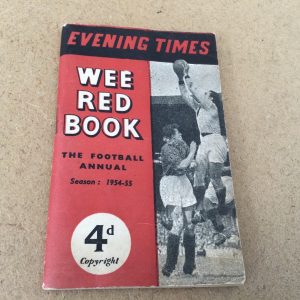 EVENING TIMES
WEE
RED
BOOK
THE FOOTBALL
ANNUAL
Season: 1954-55
4d
Copyright